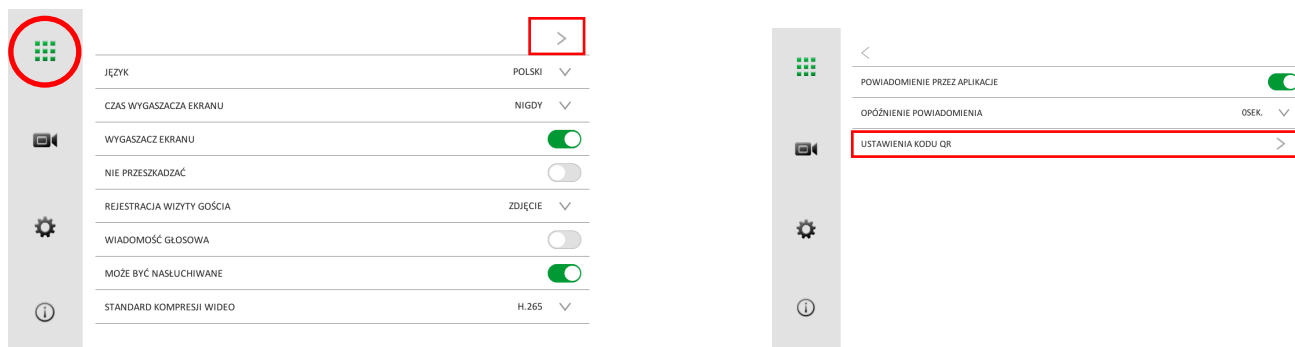 JĘZYK POLSKI
CZAS WYGASZACZA EKRANU NIGDY
WYGASZACZ EKRANU
NIE PRZESZKADZAĆ
REJESTRACJA WIZYTY GOŚCIA ZDJĘCIE
WIADOMOŚĆ GŁOSOWA
MOŻE BYĆ NASŁUCHIWANE
STANDARD KOMPRESJI WIDEO H.265
POWIADOMIENIE PRZEZ APLIKACJE
OPÓŹNIENIE POWIADOMIENIA 0SEK.
USTAWIENIA KODU QR